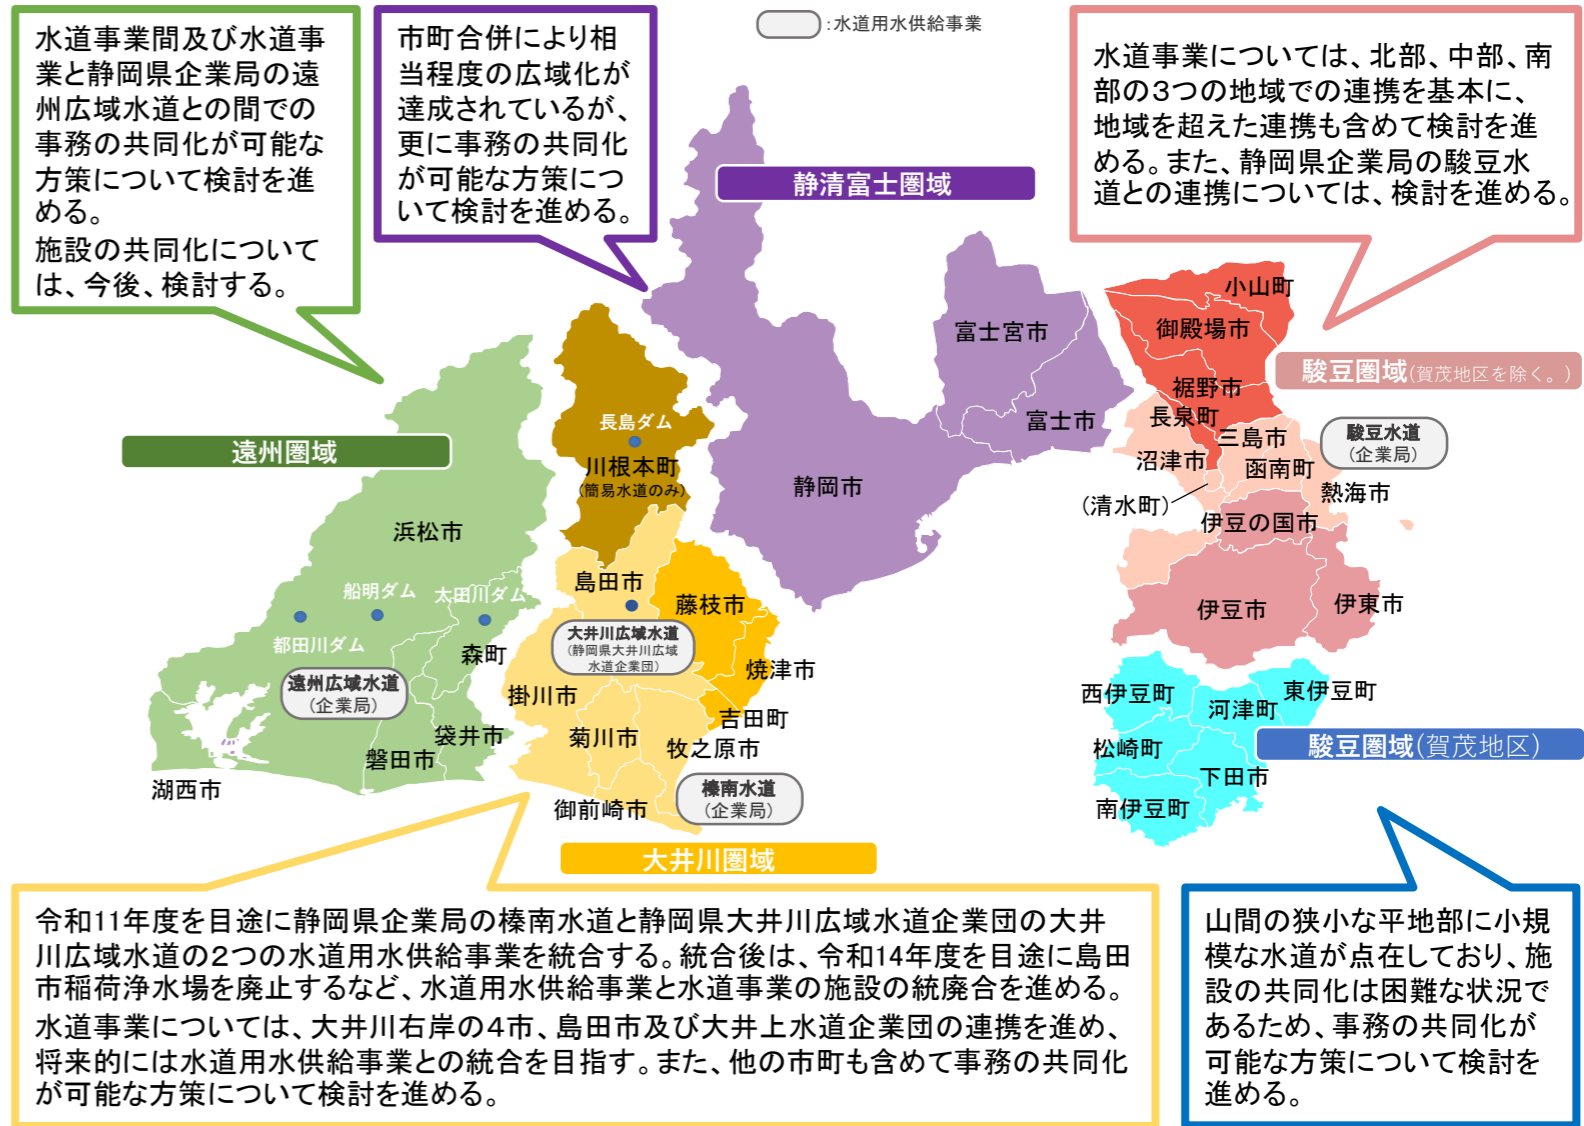 水道事業間及び水道事
業と静岡県企業局の遠
州広域水道との間での
事務の共同化が可能な
方策について検討を進
める。
施設の共同化について
は、今後、検討する。
市町合併により相
当程度の広域化が
達成されているが、
更に事務の共同化
が可能な方策につ
いて検討を進める。
:水道用水供給事業
水道事業については、北部、中部、南
部の3つの地域での連携を基本に、
地域を超えた連携も含めて検討を進
める。また、静岡県企業局の駿豆水
道との連携については、検討を進める。
静清富士圏域
小山町
御殿場市
富士宮市
駿豆圏域(賀茂地区を除く。)
裾野市
長泉町
富士市
長島ダム
三島市
駿豆水道
(企業局)
遠州圏域
川根本町
(簡易水道のみ)
沼津市
函南町
静岡市
熱海市
(清水町)
伊豆の国市
浜松市
島田市
船明ダム
太田川ダム
藤枝市
伊豆市
伊東市
都田川ダム
大井川広域水道
(静岡県大井川広域
水道企業団)
森町
焼津市
遠州広域水道
(企業局)
掛川市
西伊豆町
東伊豆町
河津町
吉田町
袋井市
菊川市
牧之原市
松崎町
駿豆圏域(賀茂地区)
磐田市
下田市
湖西市
榛南水道
(企業局)
御前崎市
南伊豆町
大井川圏域
令和11年度を目途に静岡県企業局の榛南水道と静岡県大井川広域水道企業団の大井
川広域水道の2つの水道用水供給事業を統合する。統合後は、令和14年度を目途に島田
市稲荷浄水場を廃止するなど、水道用水供給事業と水道事業の施設の統廃合を進める。
水道事業については、大井川右岸の4市、島田市及び大井上水道企業団の連携を進め、
将来的には水道用水供給事業との統合を目指す。また、他の市町も含めて事務の共同化
が可能な方策について検討を進める。
山間の狭小な平地部に小規
模な水道が点在しており、施
設の共同化は困難な状況で
あるため、事務の共同化が
可能な方策について検討を
進める。